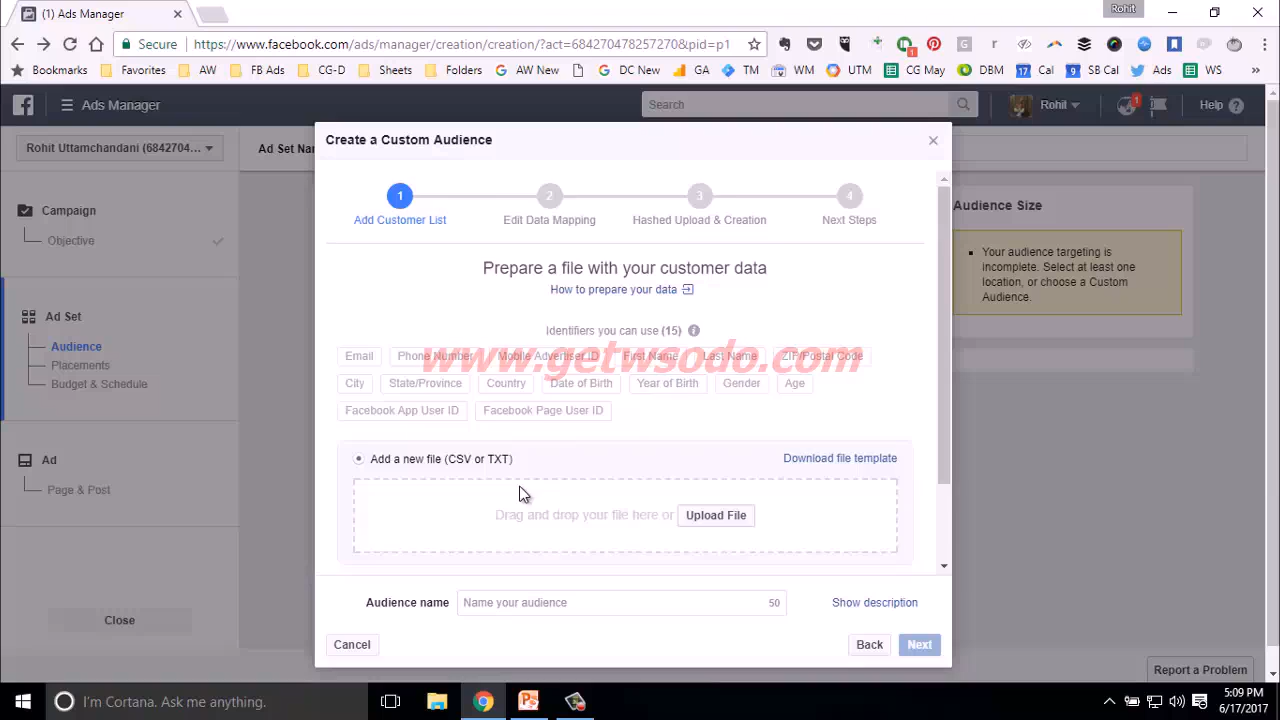 (1) Ads Manager
Rohit
Secure https://www.facebook.com/ads/manager/creation/creation/?act=684270478257270&pid=p1
Bookmarks Favorites AW FB Ads CG-D Sheets Folders AW New DC New GA TM WM UTM CG May DBM Cal SB Cal Ads WS
Ads Manager
Search
Rohil
1
Help
Rohit Uttamchandani (6842704...
Ad Set Nam
Create a Custom Audience
1 2 3 4
Add Customer List Edit Data Mapping Hashed Upload & Creation Next Steps
Campaign
Objective
Ad Set
Audience
Placements
Budget & Schedule
Ad
Page & Post
Close
Prepare a file with your customer data
How to prepare your data
Identifiers you can use (15)
Email Phone Number Mobile Advertiser ID First Name Last Name ZIP/Postal Code
www.getwsodo.com
City State/Province Country Date of Birth Year of Birth Gender Age
Facebook App User ID Facebook Page User ID
Add a new file (CSV or TXT)
Download file template
Drag and drop your file here or Upload File
Audience name Name your audience 50
Show description
Cancel Back Next
Audience Size
Your audience targeting is
incomplete. Select at least one
location, or choose a Custom
Audience.
Report a Problem
I'm Cortana. Ask me anything.
5:09 PM
6/17/2017